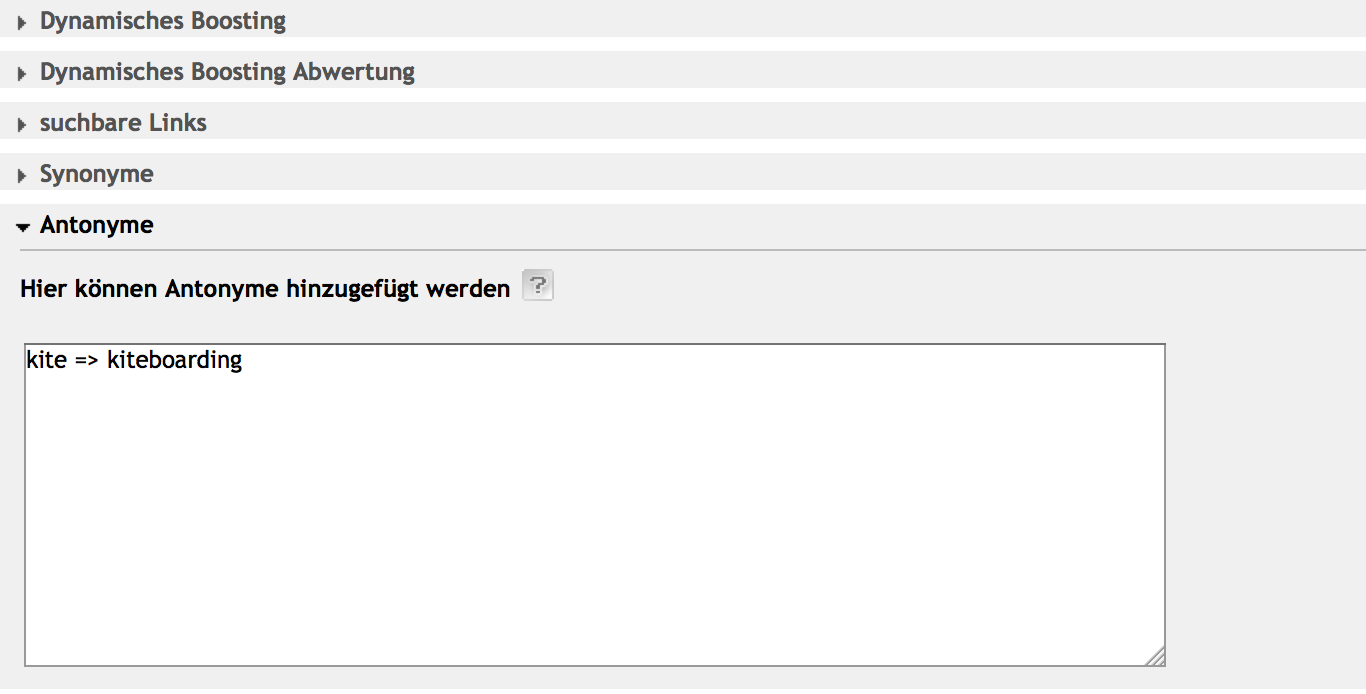 Dynamisches Boosting
Dynamisches Boosting Abwertung
suchbare Links
Synonyme
Antonyme
Hier können Antonyme hinzugefügt werden ?
kite => kiteboarding